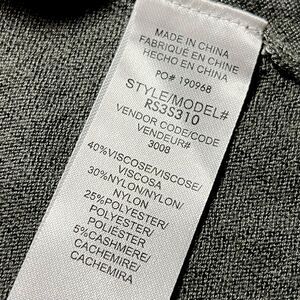 MADE IN CHINA
FABRIQUÉ EN CHINE
HECHO EN CHINA
PO# 190968
STYLE/MODEL#
RS3S310
VENDOR CODE/CODE
VENDEUR#
3008
40%VISCOSE/VISCOSE/
VISCOSA
30%NYLON/NYLON/
NYLON
25%POLYESTER/
POLYESTER/
POLIESTER
5%CASHMERE/
CACHEMIRE/
CACHEMIRA